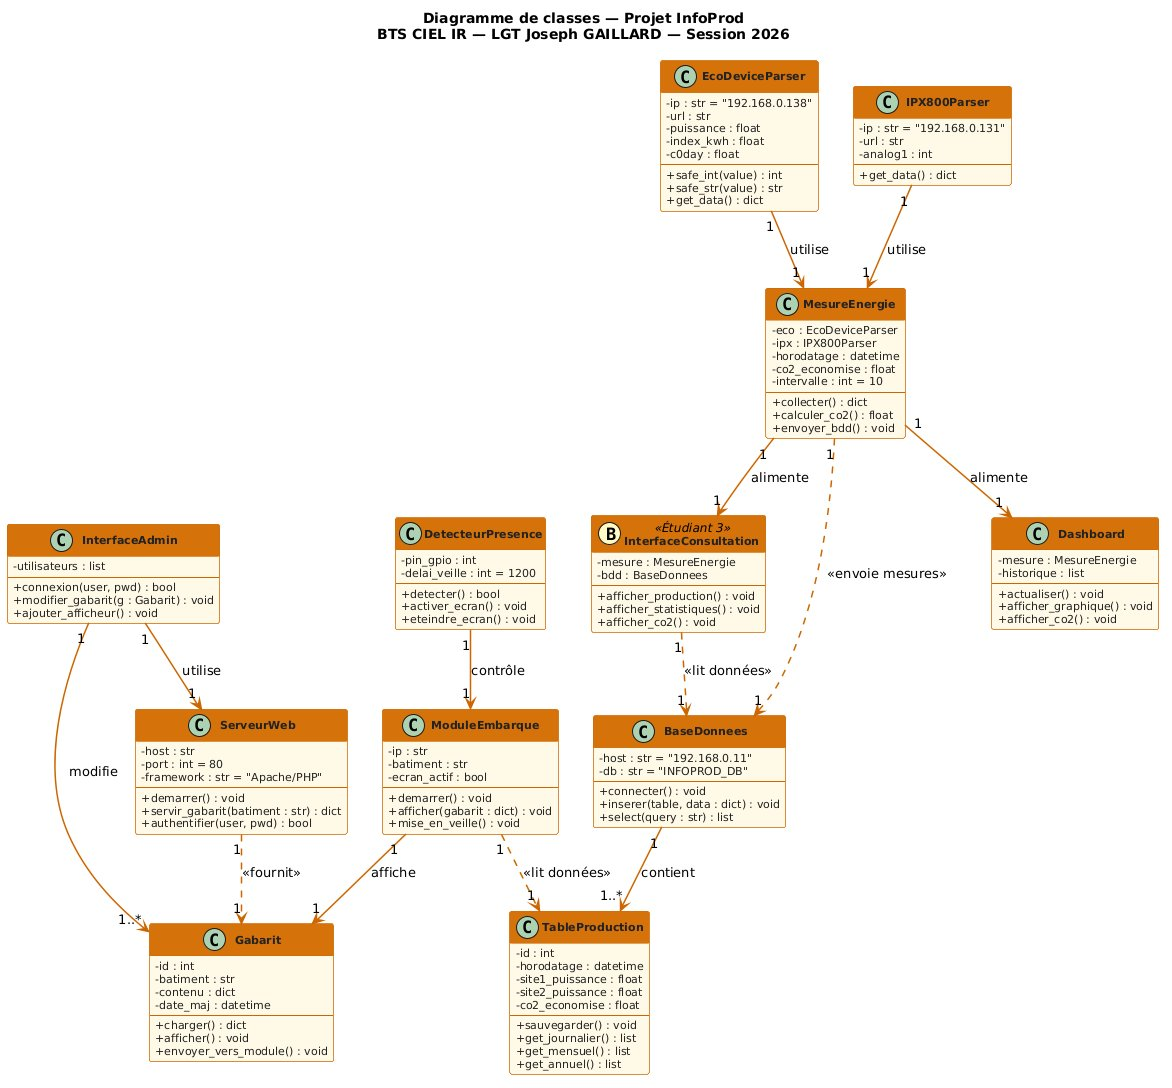 Diagramme de classes — Projet InfoProd
BTS CIEL IR — LGT Joseph GAILLARD — Session 2026
C EcoDeviceParser
-ip : str = "192.168.0.138"
-url : str
-puissance : float
-index_kwh : float
-c0day : float
+safe_int(value) : int
+safe_str(value) : str
+get_data() : dict
C IPX800Parser
-ip : str = "192.168.0.131"
-url : str
-analog1 : int
+get_data() : dict
1
utilise
1
1
utilise
1
C MesureEnergie
-eco : EcoDeviceParser
-ipx : IPX800Parser
-horodatage : datetime
-co2_economise : float
-intervalle : int = 10
+collecter() : dict
+calculer_co2() : float
+envoyer_bdd() : void
1
alimente
1
1
«envoie mesures»
1
1
alimente
1
C InterfaceAdmin
-utilisateurs : list
+connexion(user, pwd) : bool
+modifier_gabarit(g : Gabarit) : void
+ajouter_afficheur() : void
C DetecteurPresence
-pin_gpio : int
-delai_veille : int = 1200
+detecter() : bool
+activer_ecran() : void
+eteindre_ecran() : void
B «Étudiant 3»
InterfaceConsultation
-mesure : MesureEnergie
-bdd : BaseDonnees
+afficher_production() : void
+afficher_statistiques() : void
+afficher_co2() : void
C Dashboard
-mesure : MesureEnergie
-historique : list
+actualiser() : void
+afficher_graphique() : void
+afficher_co2() : void
1
modifie
1..*
1
utilise
1
1
contrôle
1
1
«lit données»
1
C ServeurWeb
-host : str
-port : int = 80
-framework : str = "Apache/PHP"
+demarrer() : void
+servir_gabarit(batiment : str) : dict
+authentifier(user, pwd) : bool
C ModuleEmbarque
-ip : str
-batiment : str
-ecran_actif : bool
+demarrer() : void
+afficher(gabarit : dict) : void
+mise_en_veille() : void
C BaseDonnees
-host : str = "192.168.0.11"
-db : str = "INFOPROD_DB"
+connecter() : void
+inserer(table, data : dict) : void
+select(query : str) : list
1
«fournit»
1
1
affiche
1
1
«lit données»
1
1
contient
1..*
C Gabarit
-id : int
-batiment : str
-contenu : dict
-date_maj : datetime
+charger() : dict
+afficher() : void
+envoyer_vers_module() : void
C TableProduction
-id : int
-horodatage : datetime
-site1_puissance : float
-site2_puissance : float
-co2_economise : float
+sauvegarder() : void
+get_journalier() : list
+get_mensuel() : list
+get_annuel() : list